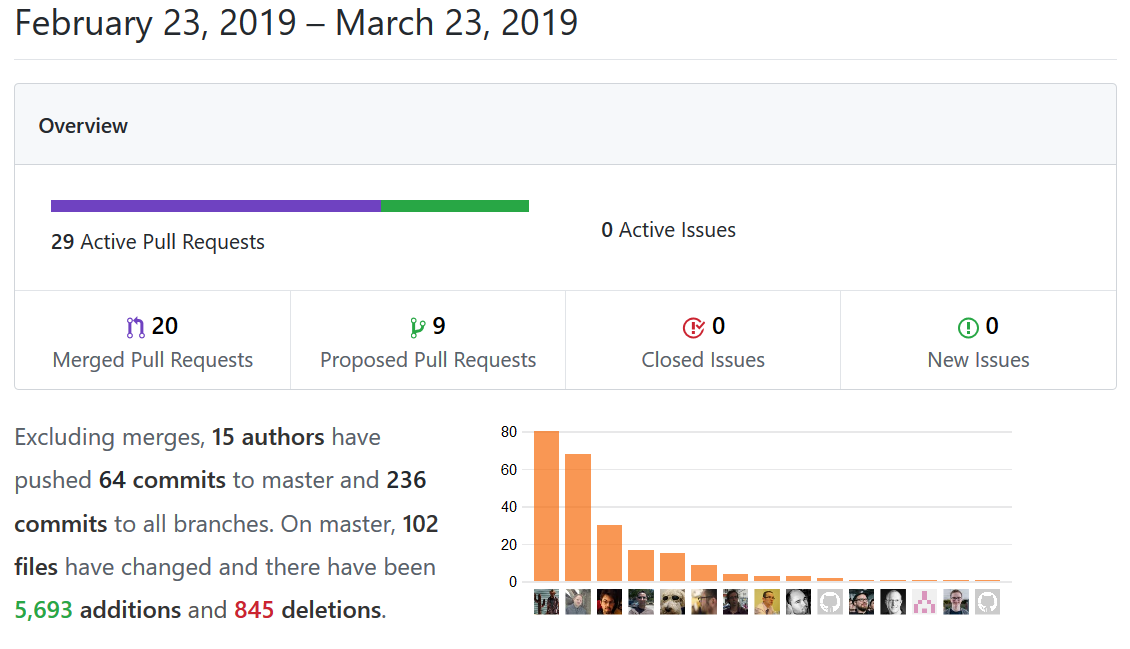 February 23, 2019 – March 23, 2019
Overview
29 Active Pull Requests
0 Active Issues
20
Merged Pull Requests
9
Proposed Pull Requests
0
Closed Issues
0
New Issues
Excluding merges, 15 authors have
pushed 64 commits to master and 236
commits to all branches. On master, 102
files have changed and there have been
5,693 additions and 845 deletions.
80
60
40
20
0